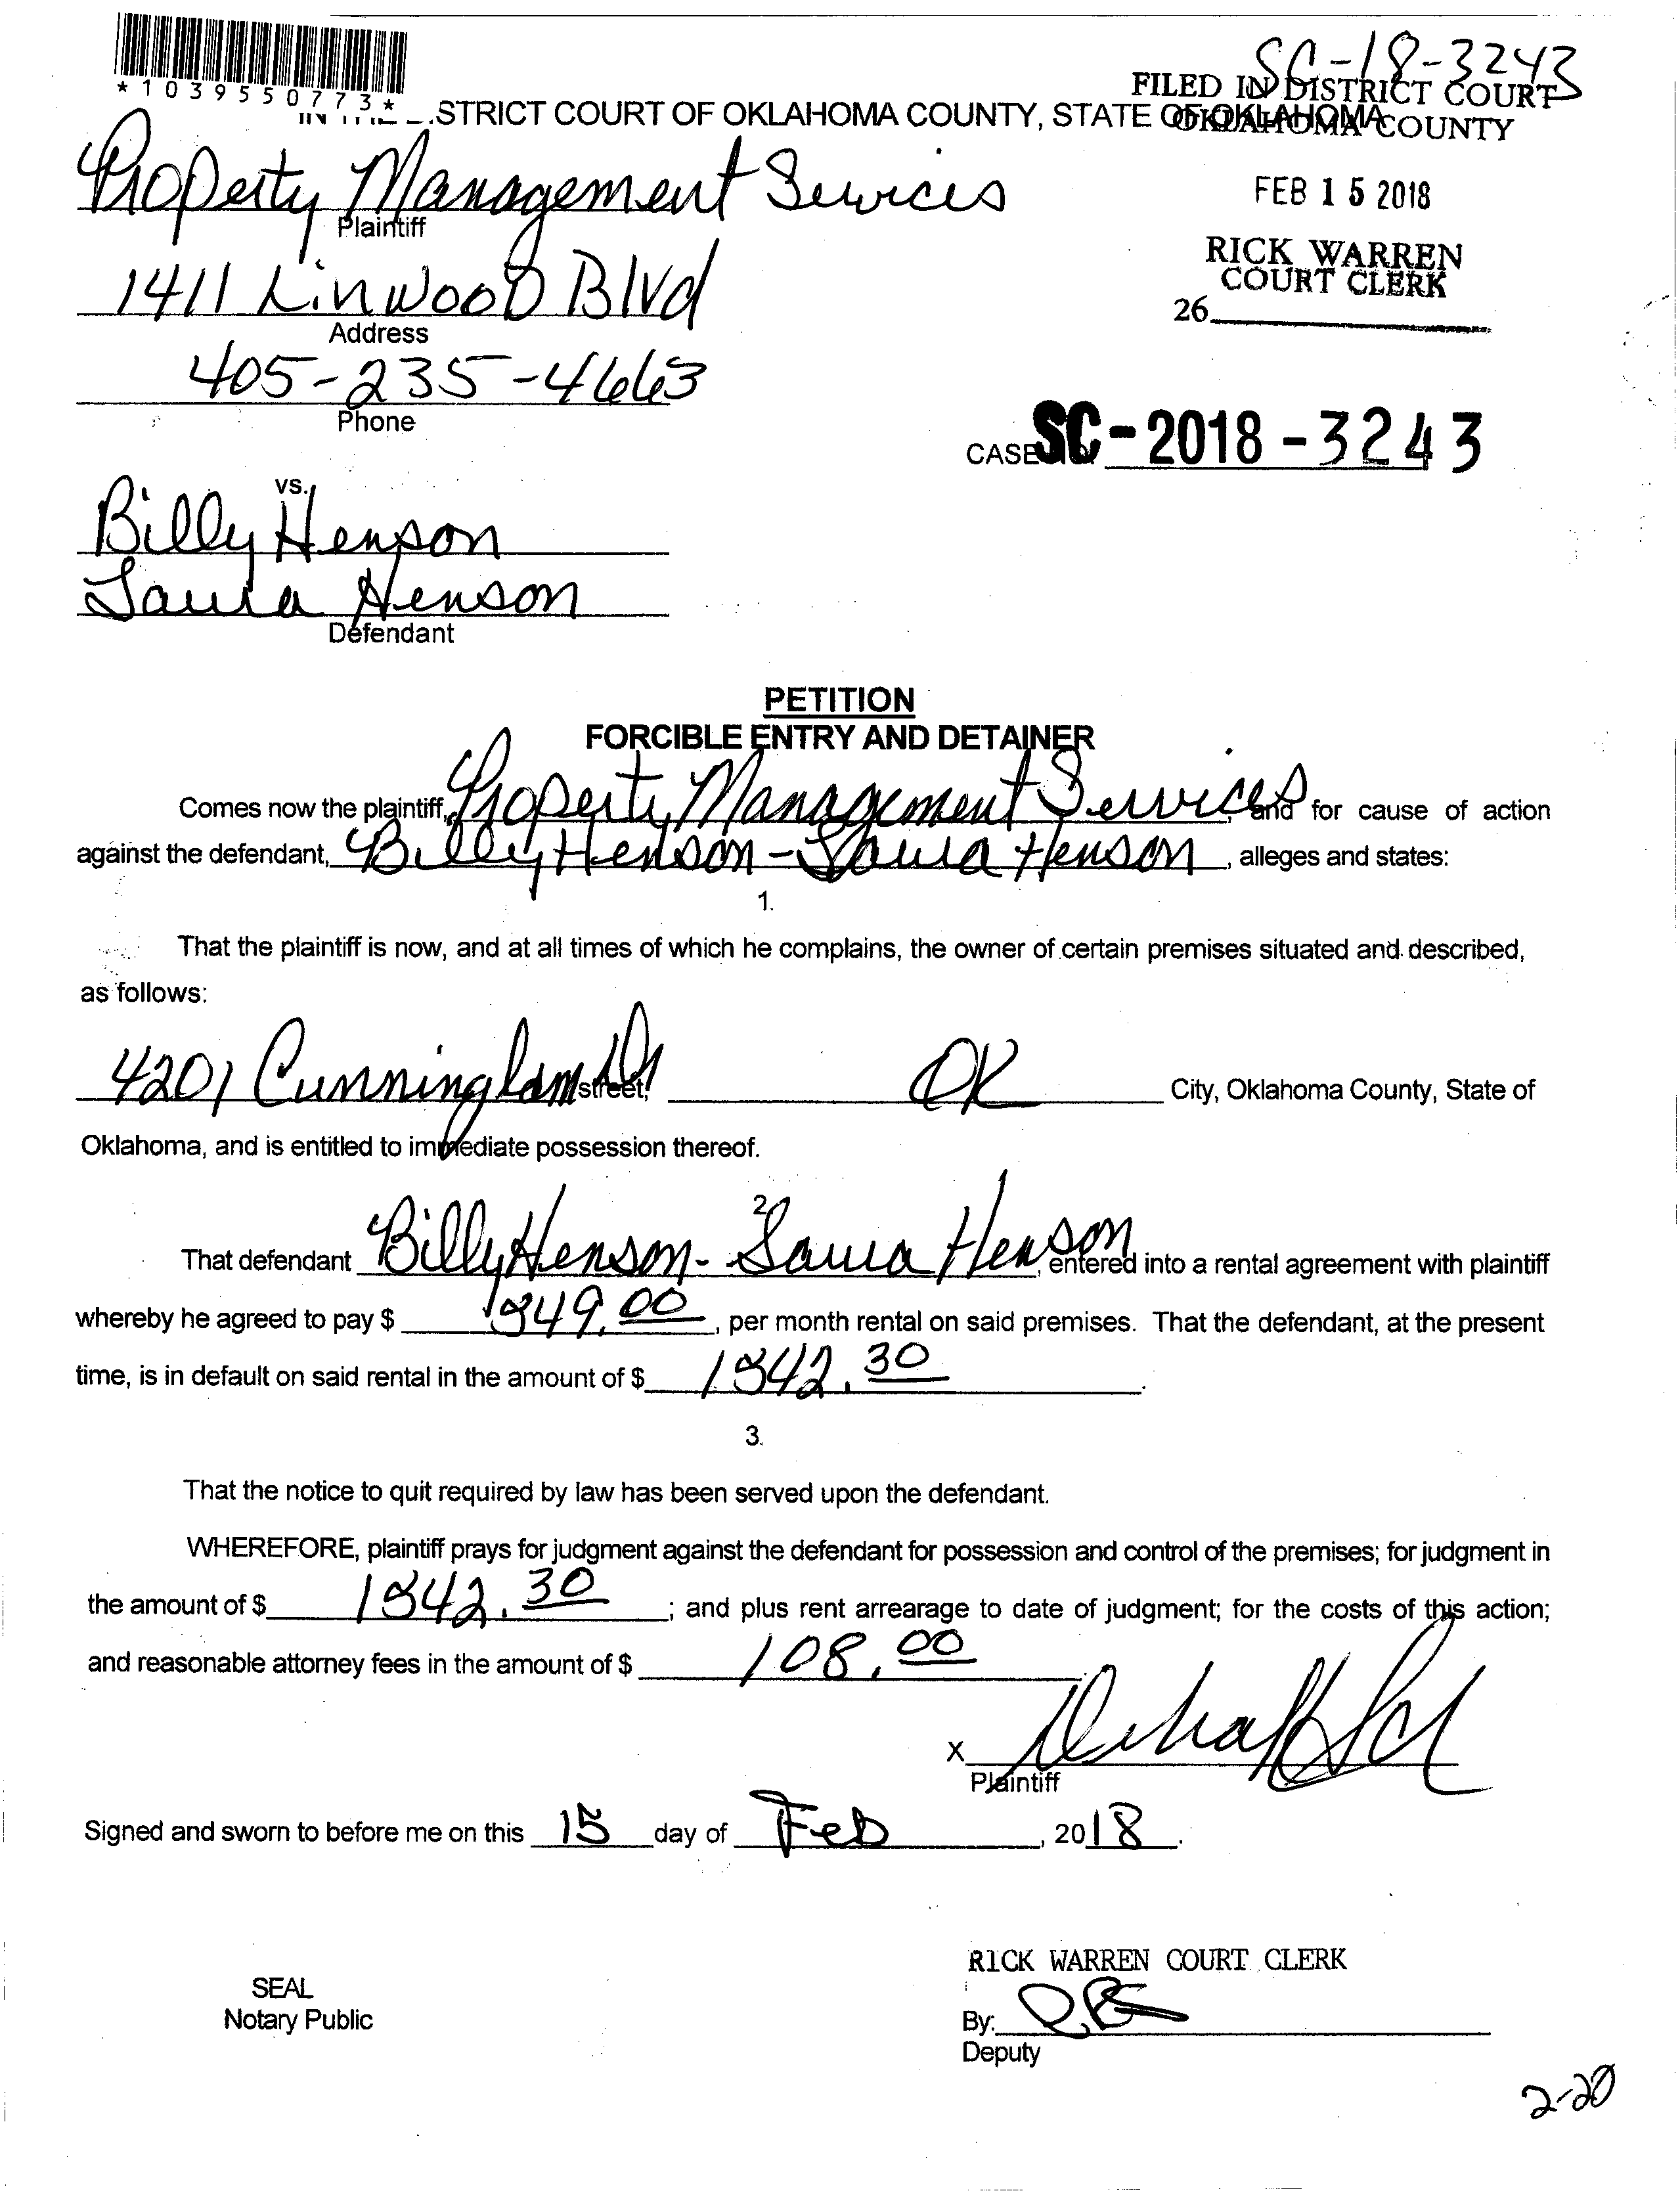 *1039550773*
SC-18-3243
FILED IN DISTRICT COURT
OKLAHOMA COUNTY
STRICT COURT OF OKLAHOMA COUNTY, STATE OF OKLAHOMA
Property Management Services
Plaintiff
FEB 15 2018
RICK WARREN
COURT CLERK
26
1411 Linwood Blvd
Address
405-235-4663
Phone
CASE SC-2018-3243
vs.
Billy Henson
Laura Henson
Defendant
PETITION
FORCIBLE ENTRY AND DETAINER
Comes now the plaintiff, Property Management Services, and for cause of action
against the defendant, Billy Henson - Laura Henson, alleges and states:
1.
That the plaintiff is now, and at all times of which he complains, the owner of certain premises situated and described,
as follows:
4201 Cunningham Dr street, OK City, Oklahoma County, State of
Oklahoma, and is entitled to immediate possession thereof.
2.
That defendant Billy Henson - Laura Henson, entered into a rental agreement with plaintiff
whereby he agreed to pay $ 849.00, per month rental on said premises. That the defendant, at the present
time, is in default on said rental in the amount of $ 1842.30.
3.
That the notice to quit required by law has been served upon the defendant.
WHEREFORE, plaintiff prays for judgment against the defendant for possession and control of the premises; for judgment in
the amount of $ 1842.30; and plus rent arrearage to date of judgment; for the costs of this action;
and reasonable attorney fees in the amount of $ 108.00
X
Plaintiff
Signed and sworn to before me on this 15 day of Feb, 2018.
RICK WARREN COURT CLERK
SEAL
Notary Public
By:
Deputy
2-20